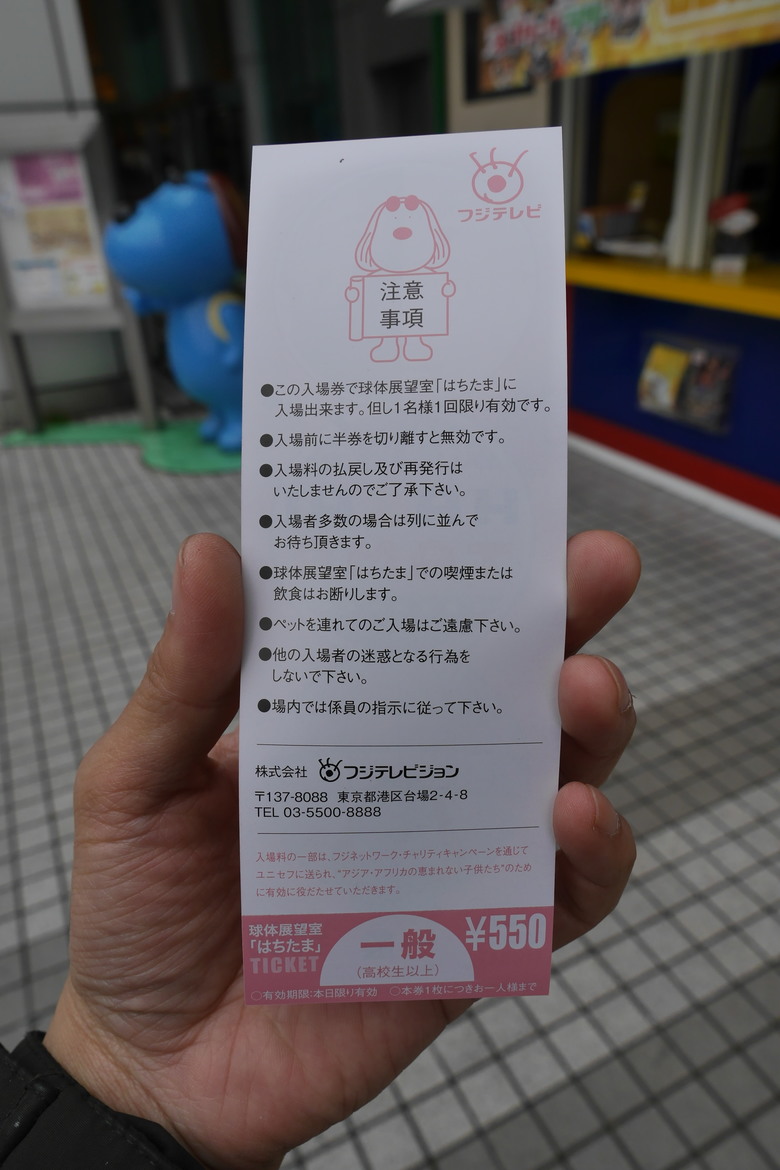 フジテレビ
注意
事項
●この入場券で球体展望室「はちたま」に
入場出来ます。但し1名様1回限り有効です。
●入場前に半券を切り離すと無効です。
●入場料の払戻し及び再発行は
いたしませんのでご了承下さい。
●入場者多数の場合は列に並んで
お待ち頂きます。
●球体展望室「はちたま」での喫煙または
飲食はお断りします。
●ペットを連れてのご入場はご遠慮下さい。
●他の入場者の迷惑となる行為を
しないで下さい。
●場内では係員の指示に従って下さい。
株式会社 フジテレビジョン
〒137-8088 東京都港区台場2-4-8
TEL 03-5500-8888
入場料の一部は、フジネットワーク・チャリティキャンペーンを通じて
ユニセフに送られ、"アジア・アフリカの恵まれない子供たち"のため
に有効に役だたせていただきます。
球体展望室
「はちたま」
TICKET
一般
(高校生以上)
¥550
○有効期限:本日限り有効 ○本券1枚につきお一人様まで